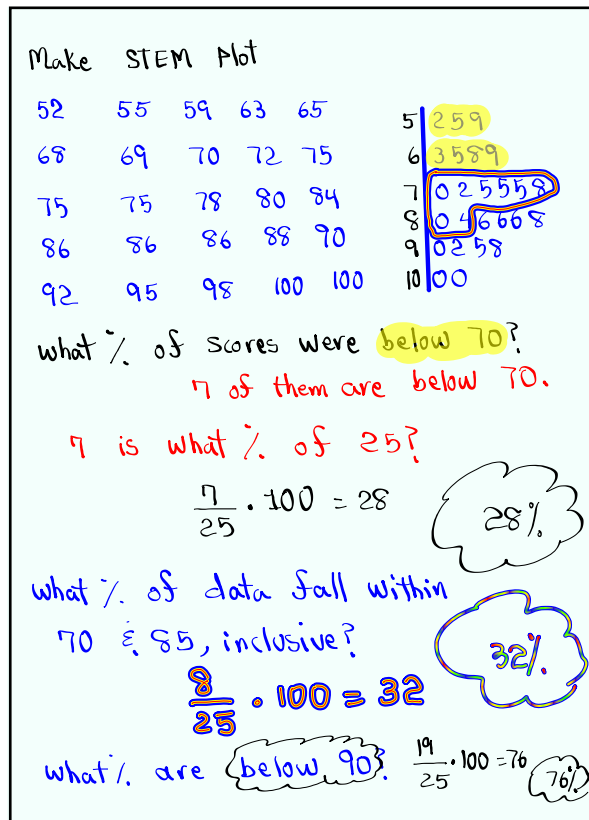 Make STEM Plot
52 55 59 63 65
68 69 70 72 75
75 75 78 80 84
86 86 86 88 90
92 95 98 100 100
5 | 259
6 | 3589
7 | 025558
8 | 046668
9 | 0258
10 | 00
what % of scores were below 70?
7 of them are below 70.
7 is what % of 25?
7/25 · 100 = 28
28%
what % of data fall within
70 & 85, inclusive?
32%
8/25 · 100 = 32
what % are below 90? 19/25 · 100 = 76
76%